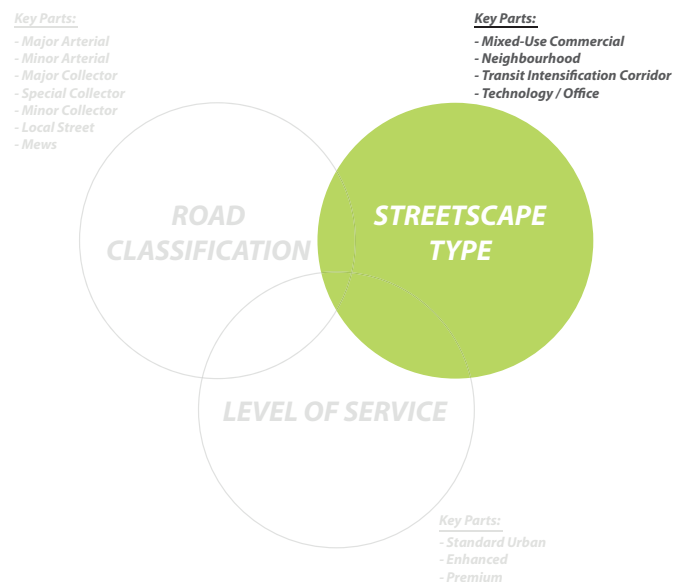 Key Parts:
- Major Arterial
- Minor Arterial
- Major Collector
- Special Collector
- Minor Collector
- Local Street
- Mews
Key Parts:
- Mixed-Use Commercial
- Neighbourhood
- Transit Intensification Corridor
- Technology / Office
ROAD
CLASSIFICATION
STREETSCAPE
TYPE
LEVEL OF SERVICE
Key Parts:
- Standard Urban
- Enhanced
- Premium